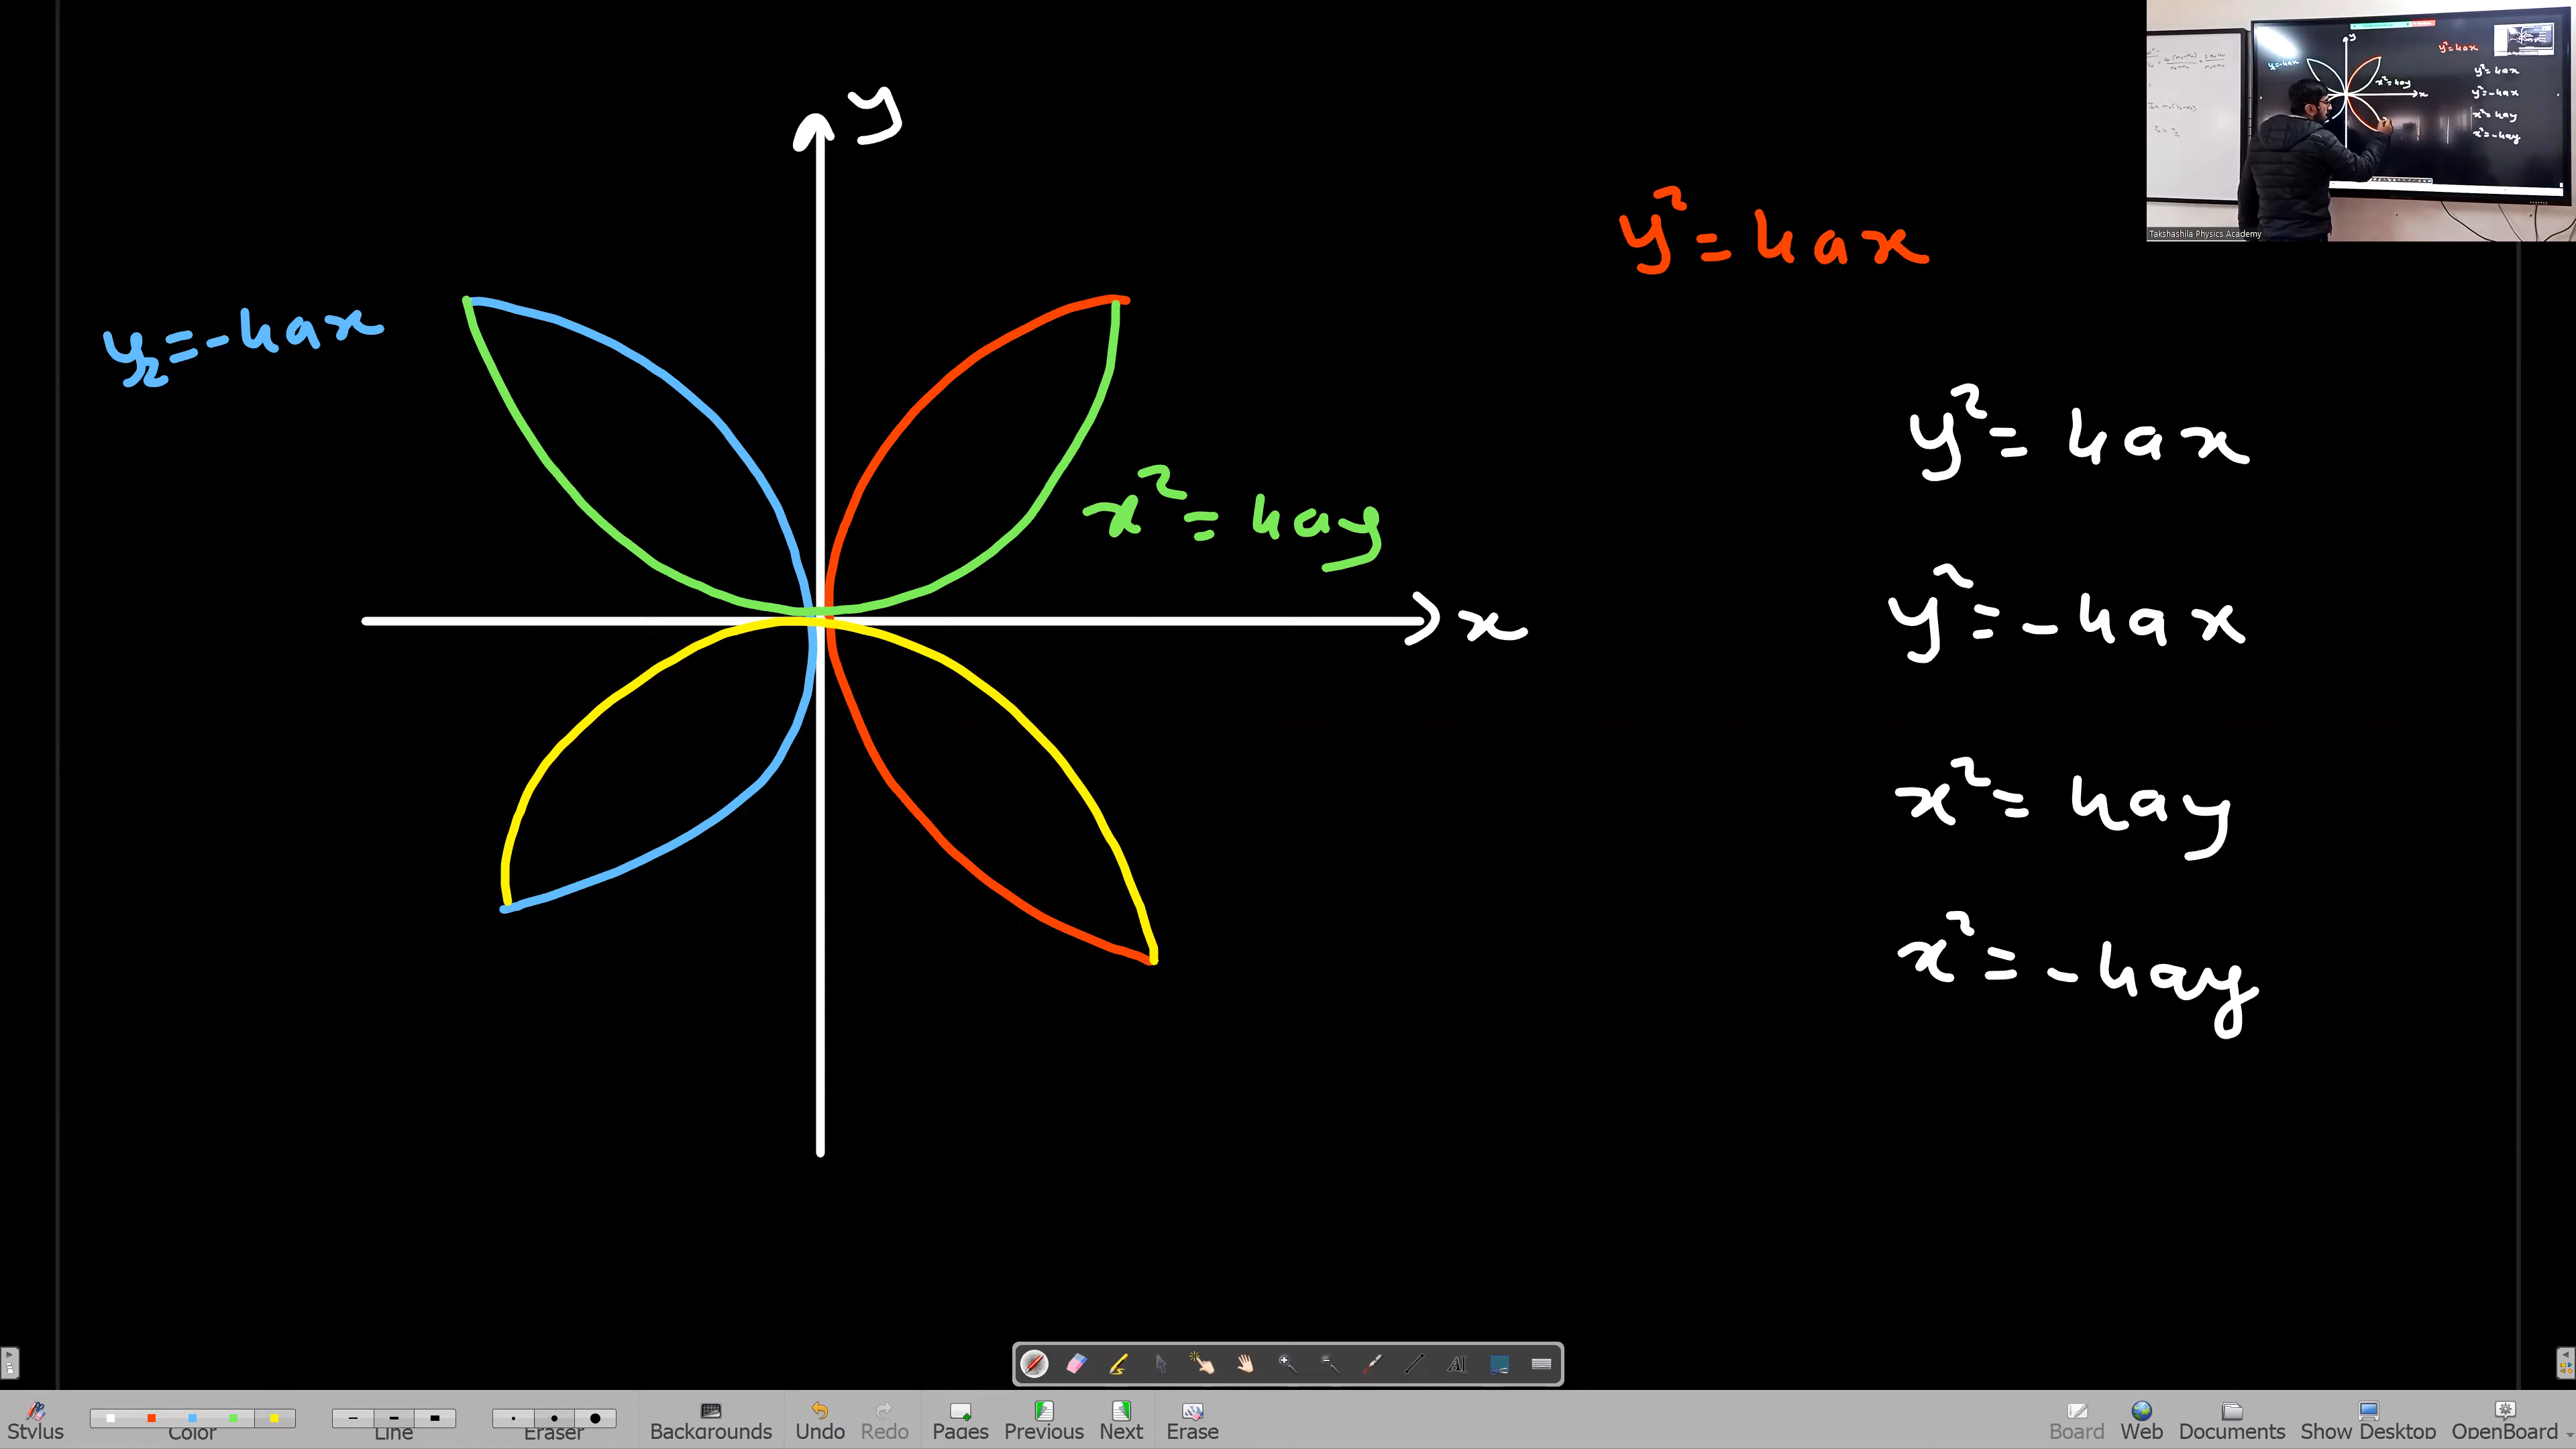 y
y² = 4ax
y² = -4ax
x² = 4ay
x
y² = 4ax
y² = -4ax
x² = 4ay
x² = -4ay
Takshashila Physics Academy
Stylus
Color
Line
Eraser
Backgrounds
Undo
Redo
Pages
Previous
Next
Erase
Board
Web
Documents
Show Desktop
OpenBoard